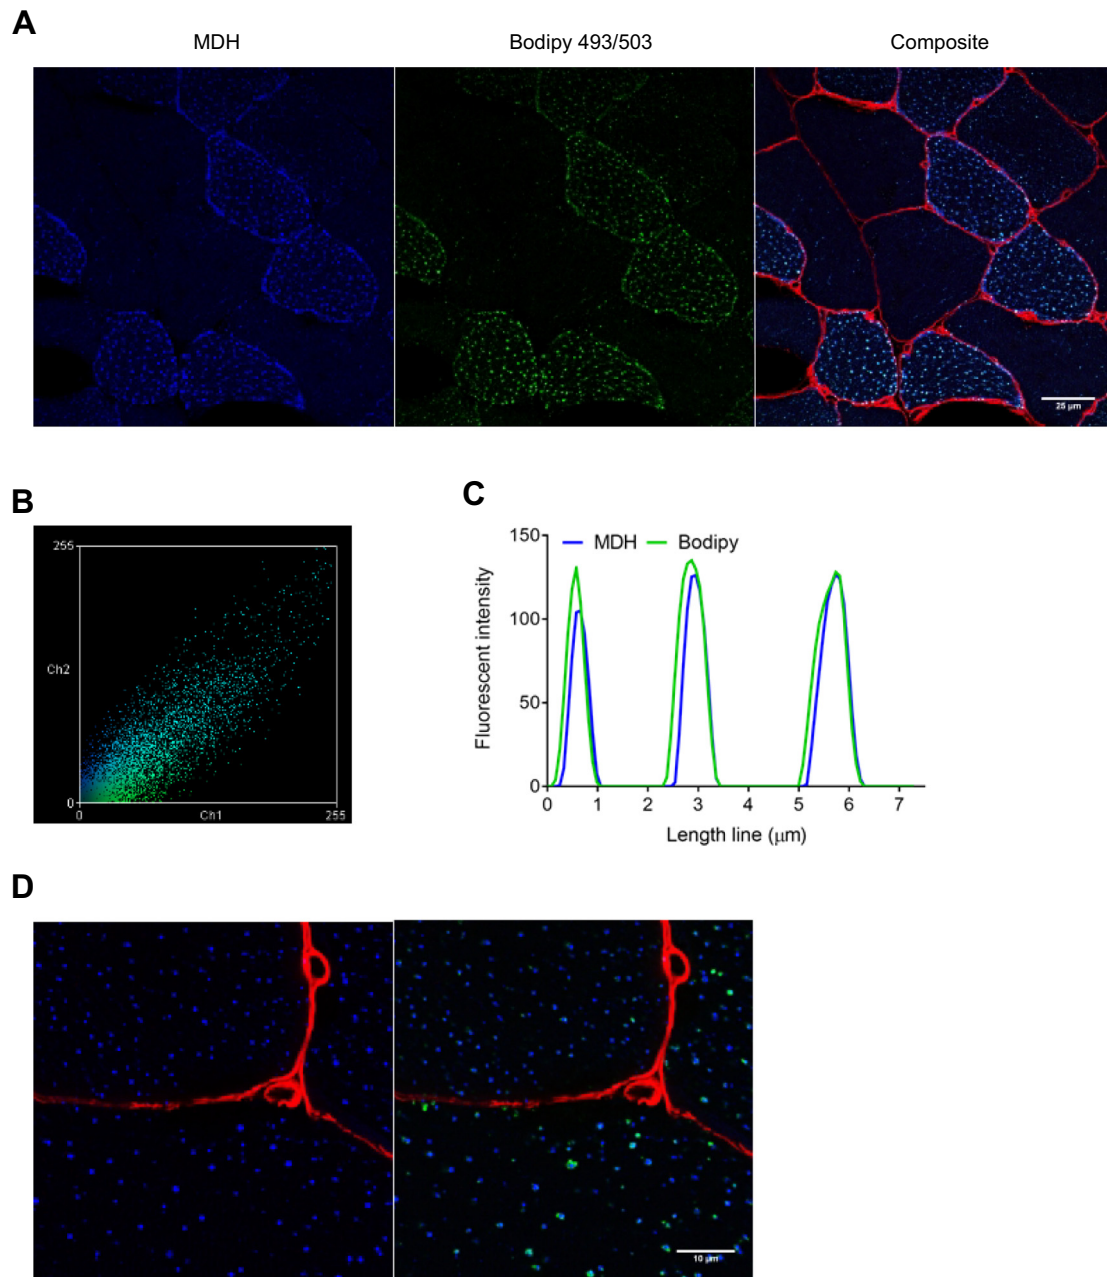 A
MDH Bodipy 493/503 Composite
25 µm
B
255
Ch2
0
0 Ch1 255
C
150
MDH Bodipy
100
50
0
0 1 2 3 4 5 6 7
Fluorescent intensity
Length line (µm)
D
10 µm